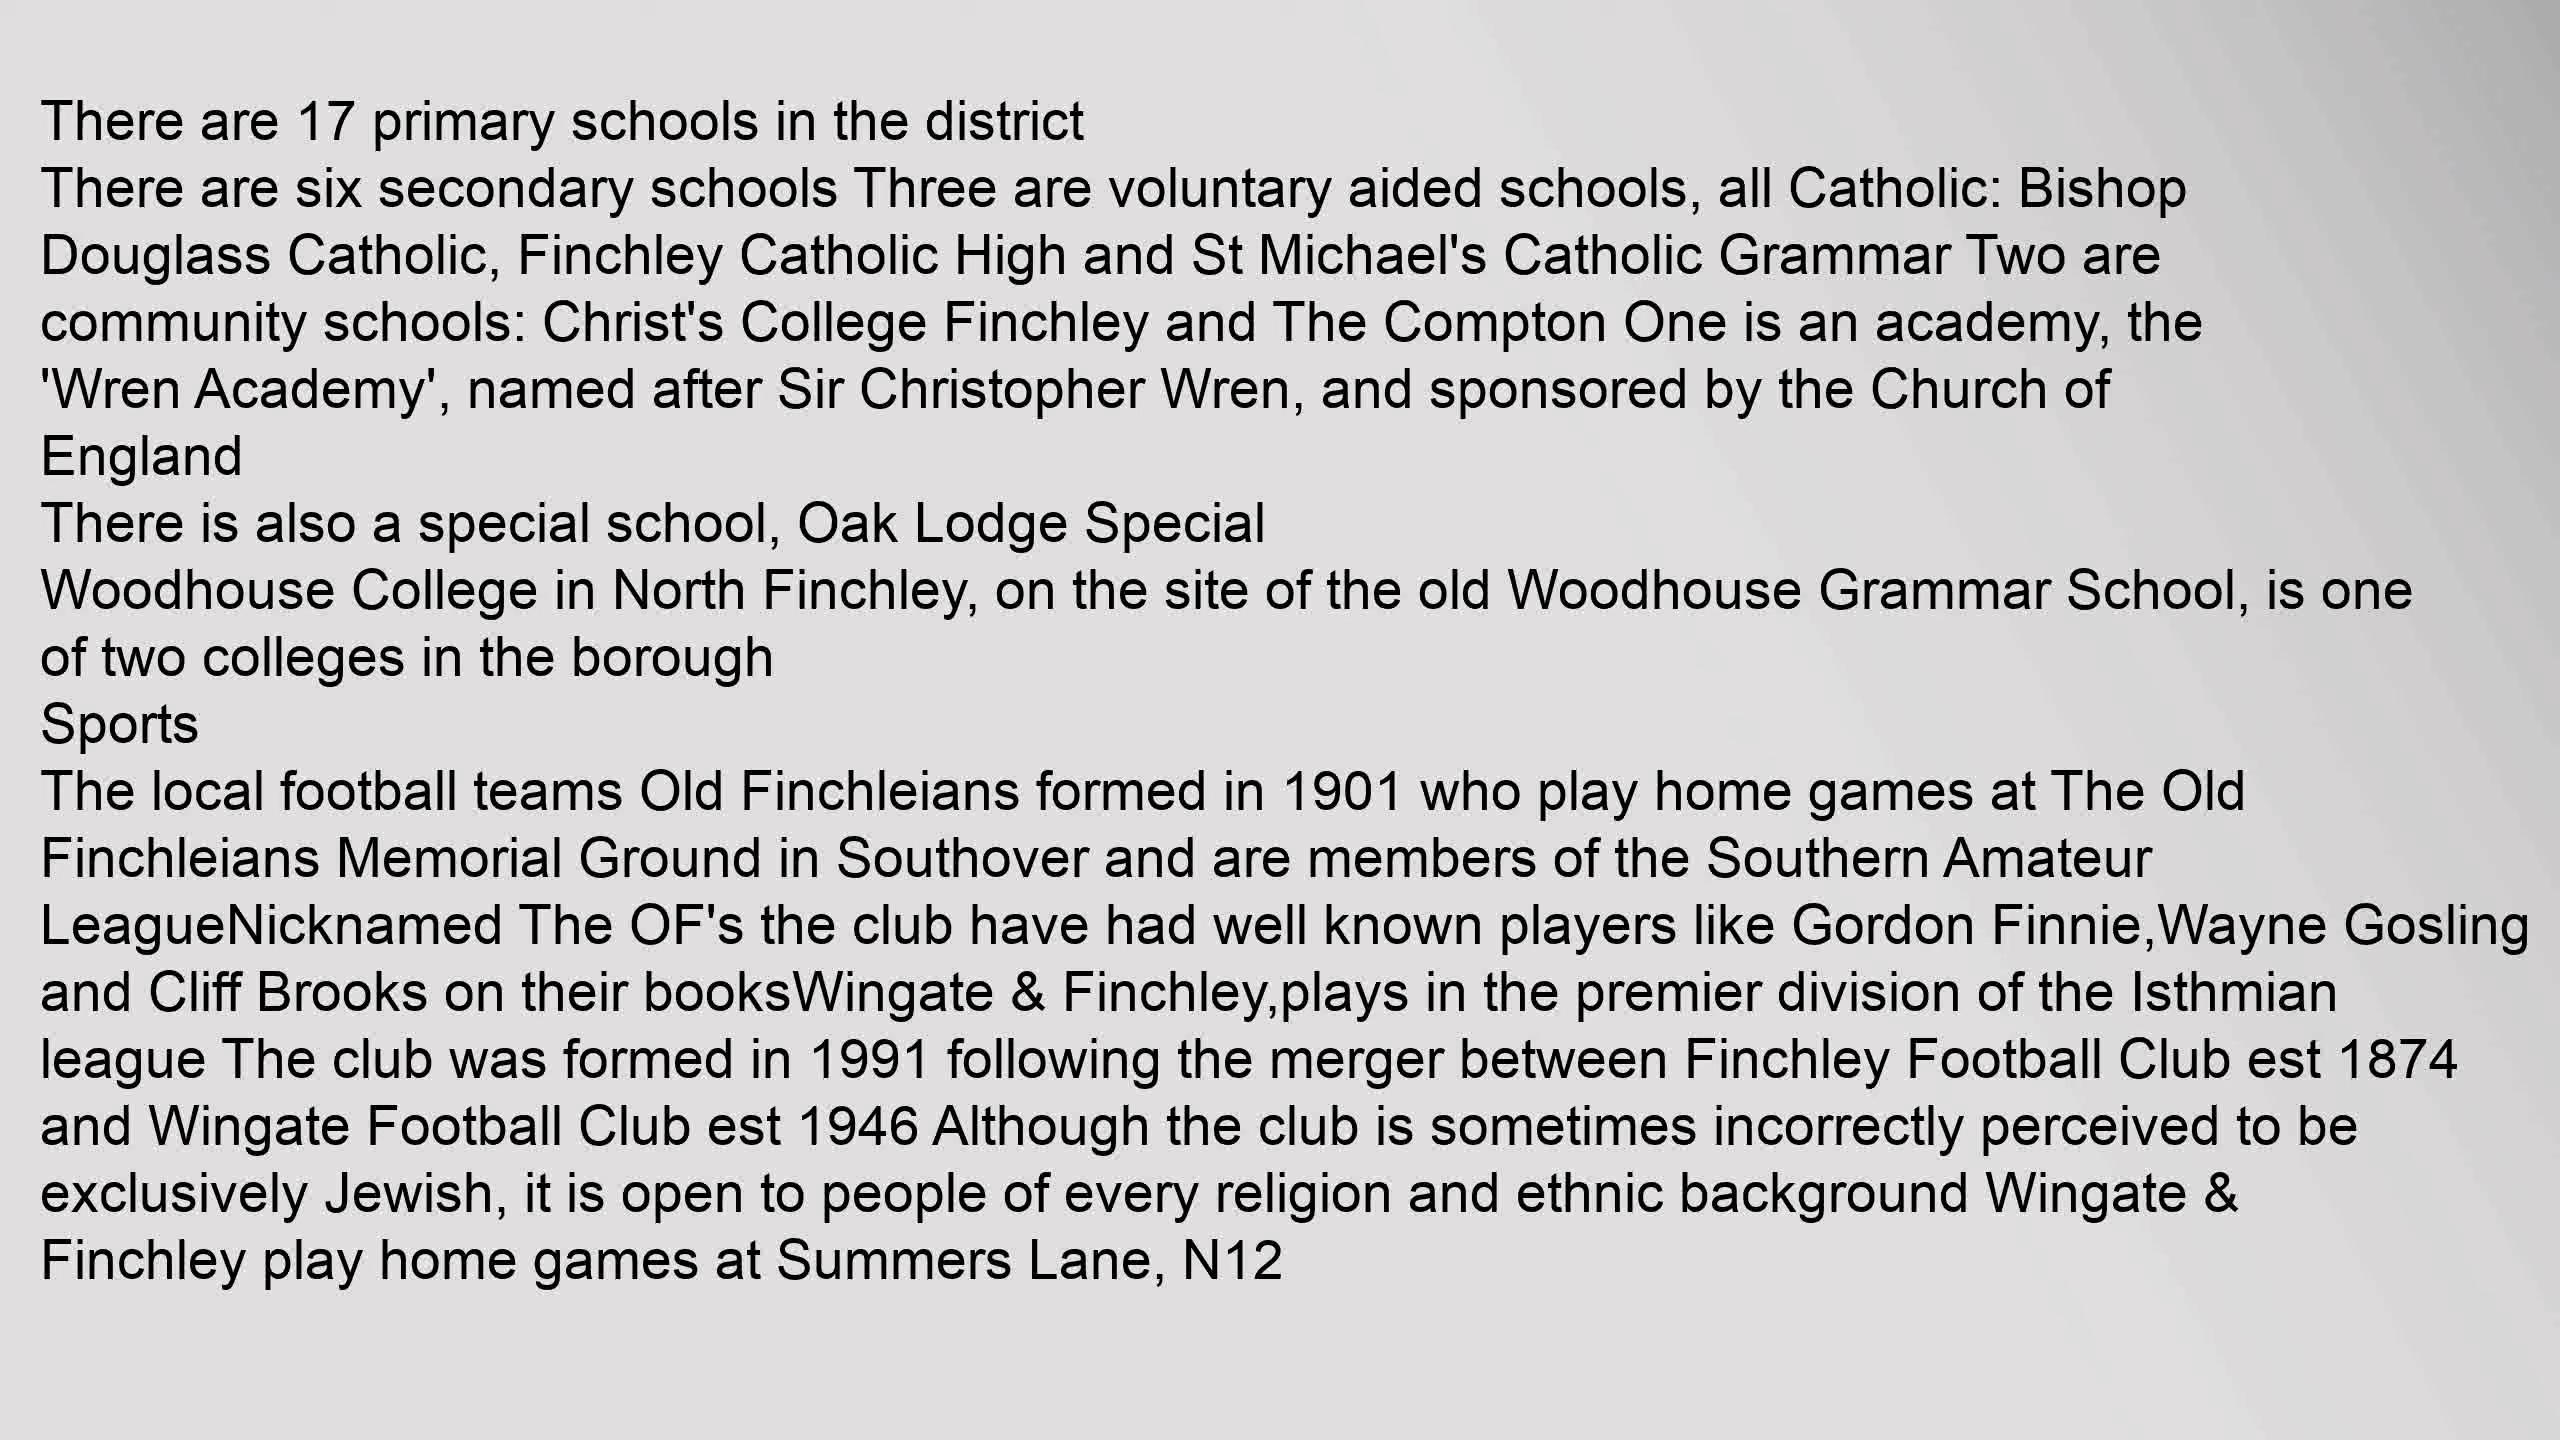 There are 17 primary schools in the district
There are six secondary schools Three are voluntary aided schools, all Catholic: Bishop
Douglass Catholic, Finchley Catholic High and St Michael's Catholic Grammar Two are
community schools: Christ's College Finchley and The Compton One is an academy, the
'Wren Academy', named after Sir Christopher Wren, and sponsored by the Church of
England
There is also a special school, Oak Lodge Special
Woodhouse College in North Finchley, on the site of the old Woodhouse Grammar School, is one
of two colleges in the borough
Sports
The local football teams Old Finchleians formed in 1901 who play home games at The Old
Finchleians Memorial Ground in Southover and are members of the Southern Amateur
LeagueNicknamed The OF's the club have had well known players like Gordon Finnie,Wayne Gosling
and Cliff Brooks on their booksWingate & Finchley,plays in the premier division of the Isthmian
league The club was formed in 1991 following the merger between Finchley Football Club est 1874
and Wingate Football Club est 1946 Although the club is sometimes incorrectly perceived to be
exclusively Jewish, it is open to people of every religion and ethnic background Wingate &
Finchley play home games at Summers Lane, N12